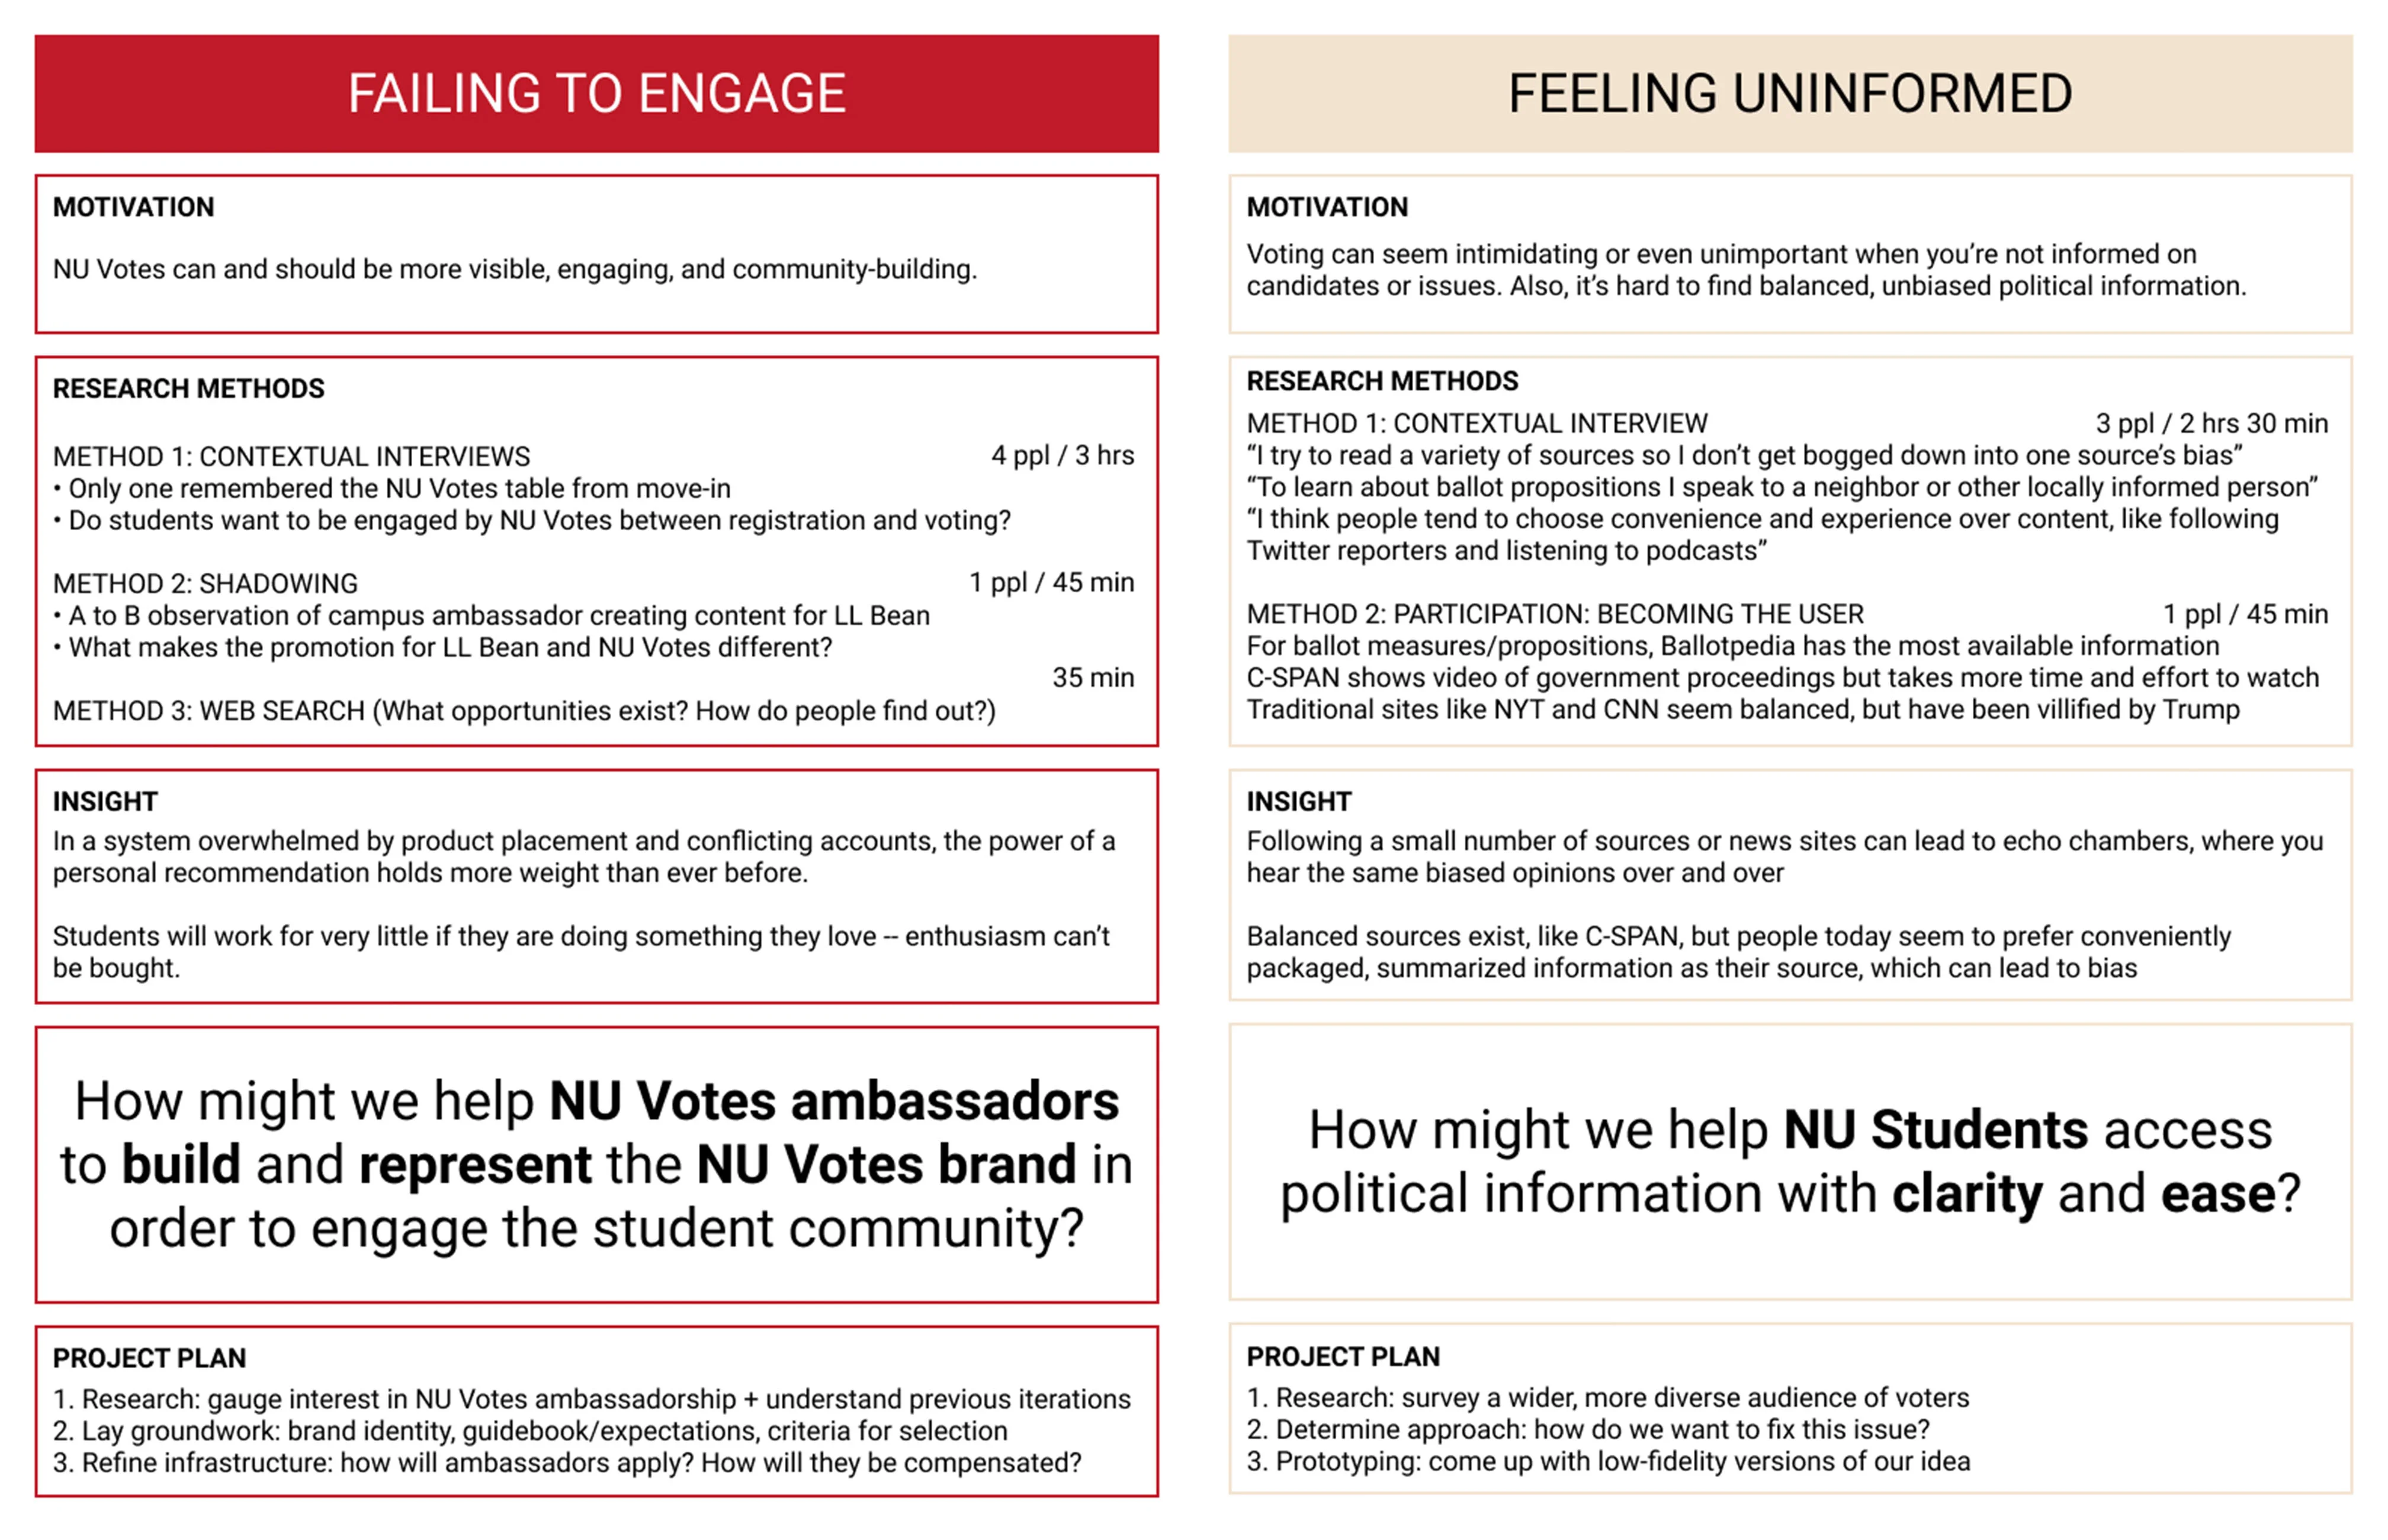 FAILING TO ENGAGE
MOTIVATION
NU Votes can and should be more visible, engaging, and community-building.
RESEARCH METHODS
METHOD 1: CONTEXTUAL INTERVIEWS 4 ppl / 3 hrs
• Only one remembered the NU Votes table from move-in
• Do students want to be engaged by NU Votes between registration and voting?
METHOD 2: SHADOWING 1 ppl / 45 min
• A to B observation of campus ambassador creating content for LL Bean
• What makes the promotion for LL Bean and NU Votes different?
35 min
METHOD 3: WEB SEARCH (What opportunities exist? How do people find out?)
INSIGHT
In a system overwhelmed by product placement and conflicting accounts, the power of a
personal recommendation holds more weight than ever before.
Students will work for very little if they are doing something they love -- enthusiasm can’t
be bought.
How might we help NU Votes ambassadors
to build and represent the NU Votes brand in
order to engage the student community?
PROJECT PLAN
1. Research: gauge interest in NU Votes ambassadorship + understand previous iterations
2. Lay groundwork: brand identity, guidebook/expectations, criteria for selection
3. Refine infrastructure: how will ambassadors apply? How will they be compensated?
FEELING UNINFORMED
MOTIVATION
Voting can seem intimidating or even unimportant when you’re not informed on
candidates or issues. Also, it’s hard to find balanced, unbiased political information.
RESEARCH METHODS
METHOD 1: CONTEXTUAL INTERVIEW 3 ppl / 2 hrs 30 min
“I try to read a variety of sources so I don’t get bogged down into one source’s bias”
“To learn about ballot propositions I speak to a neighbor or other locally informed person”
“I think people tend to choose convenience and experience over content, like following
Twitter reporters and listening to podcasts”
METHOD 2: PARTICIPATION: BECOMING THE USER 1 ppl / 45 min
For ballot measures/propositions, Ballotpedia has the most available information
C-SPAN shows video of government proceedings but takes more time and effort to watch
Traditional sites like NYT and CNN seem balanced, but have been villified by Trump
INSIGHT
Following a small number of sources or news sites can lead to echo chambers, where you
hear the same biased opinions over and over
Balanced sources exist, like C-SPAN, but people today seem to prefer conveniently
packaged, summarized information as their source, which can lead to bias
How might we help NU Students access
political information with clarity and ease?
PROJECT PLAN
1. Research: survey a wider, more diverse audience of voters
2. Determine approach: how do we want to fix this issue?
3. Prototyping: come up with low-fidelity versions of our idea